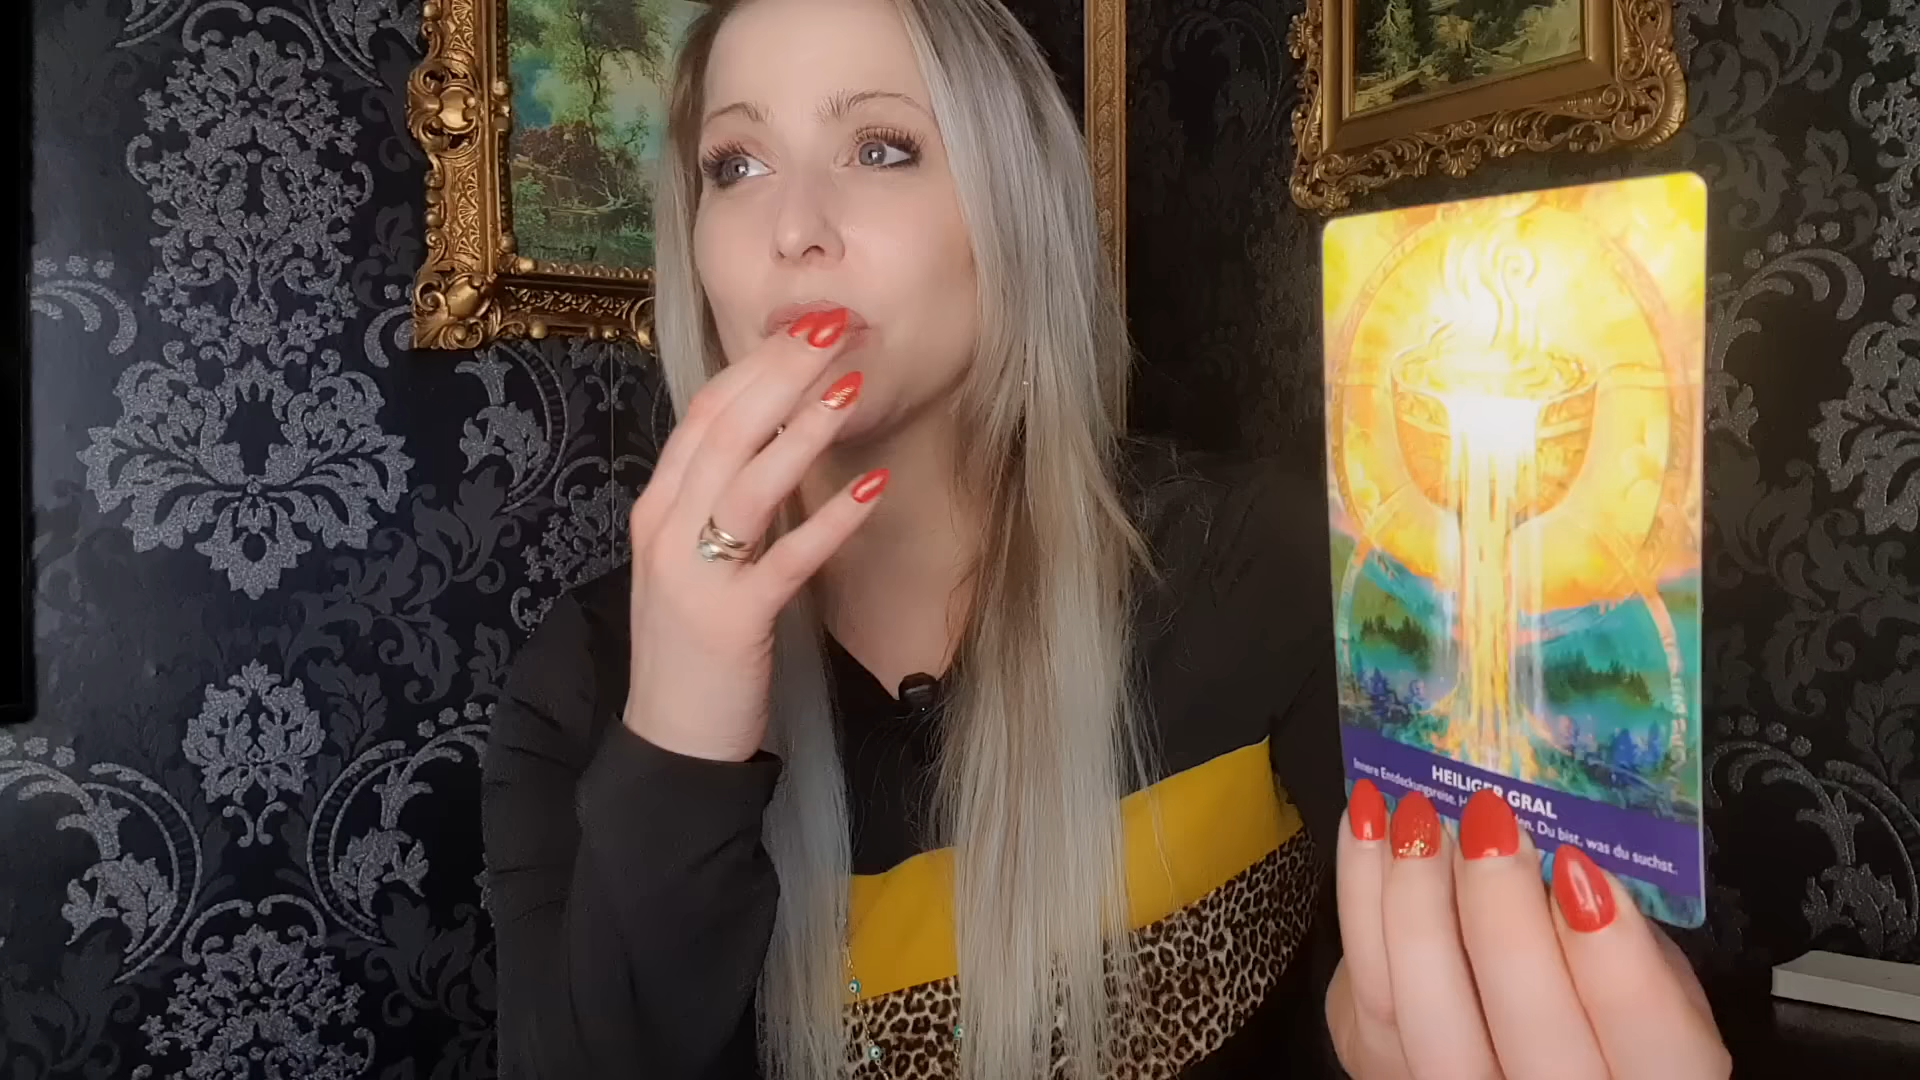 HEILIGER GRAL
Innere Entdeckungsreise. Du bist, was du suchst.